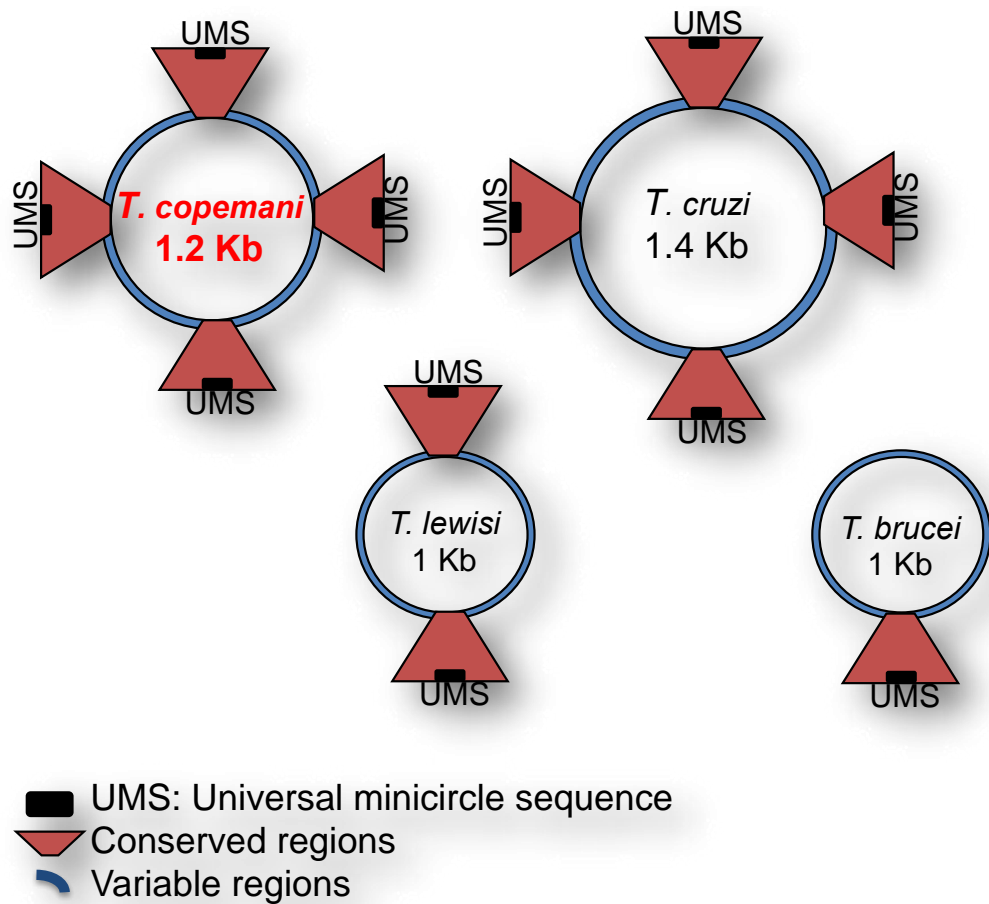 UMS
UMS
T. copemani
1.2 Kb
UMS
UMS
UMS
UMS
T. cruzi
1.4 Kb
UMS
UMS
UMS
T. lewisi
1 Kb
UMS
T. brucei
1 Kb
UMS
UMS: Universal minicircle sequence
Conserved regions
Variable regions